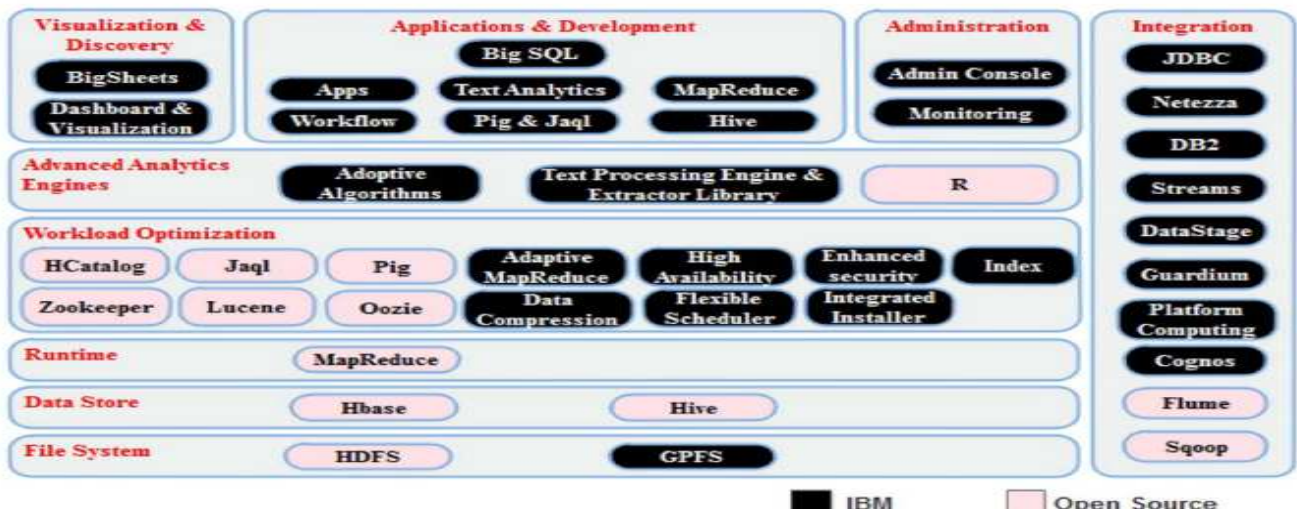 Visualization &
Discovery
BigSheets
Dashboard &
Visualization
Applications & Development
Big SQL
Apps
Text Analytics
MapReduce
Workflow
Pig & Jaql
Hive
Administration
Admin Console
Monitoring
Integration
JDBC
Netezza
DB2
Streams
DataStage
Guardium
Platform
Computing
Cognos
Flume
Sqoop
Advanced Analytics
Engines
Adoptive
Algorithms
Text Processing Engine &
Extractor Library
R
Workload Optimization
HCatalog
Jaql
Pig
Adaptive
MapReduce
High
Availability
Enhanced
security
Index
Zookeeper
Lucene
Oozie
Data
Compression
Flexible
Scheduler
Integrated
Installer
Runtime
MapReduce
Data Store
Hbase
Hive
File System
HDFS
GPFS
IBM
Open Source